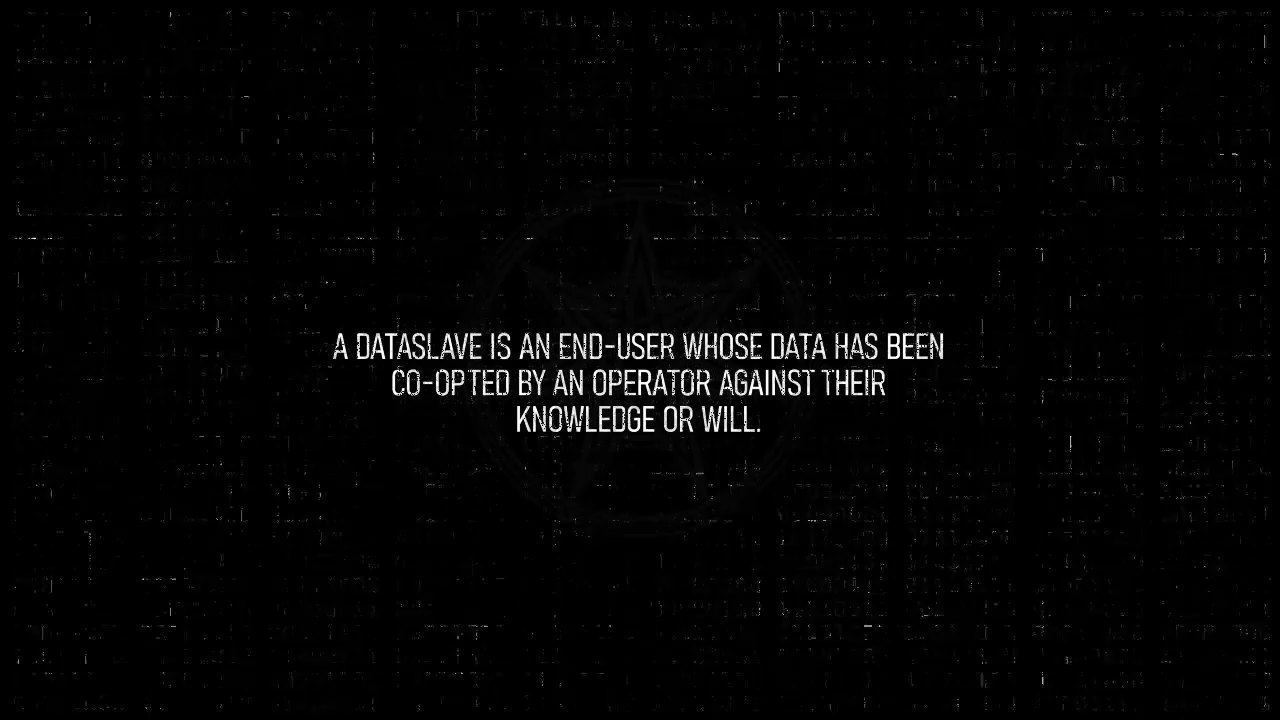 A DATASLAVE IS AN END-USER WHOSE DATA HAS BEEN
CO-OPTED BY AN OPERATOR AGAINST THEIR
KNOWLEDGE OR WILL.